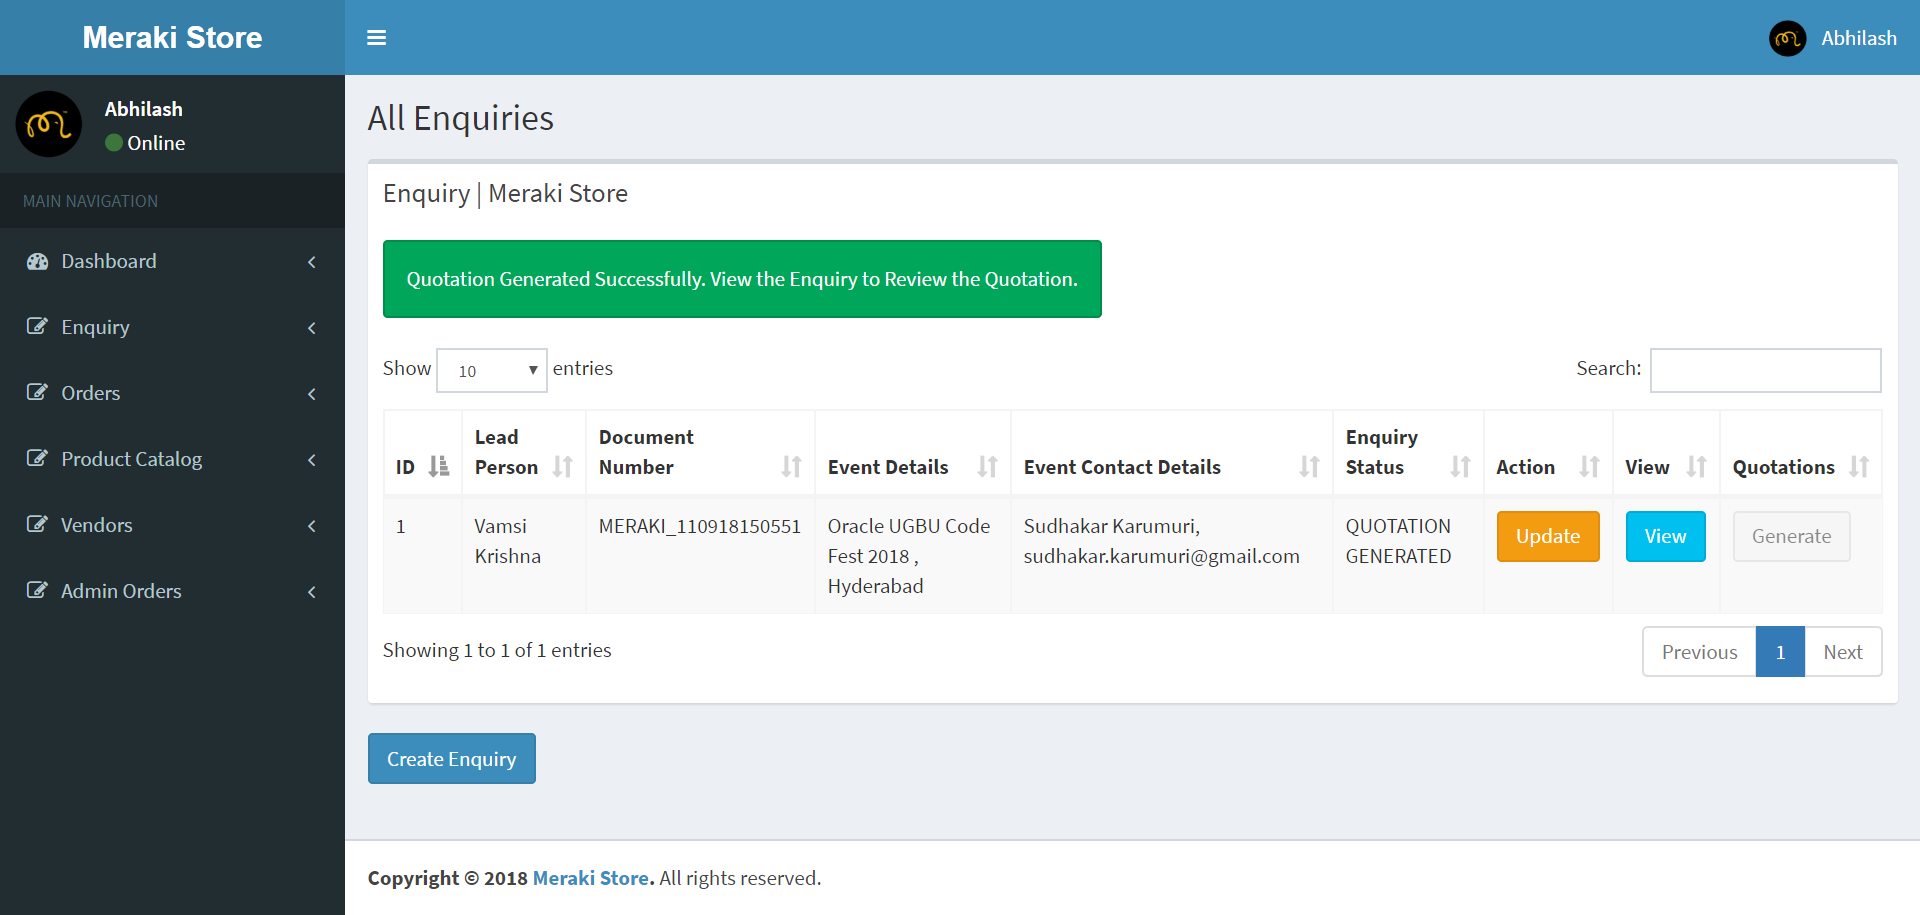 Meraki Store
Abhilash
Abhilash
Online
MAIN NAVIGATION
Dashboard
Enquiry
Orders
Product Catalog
Vendors
Admin Orders
All Enquiries
Enquiry | Meraki Store
Quotation Generated Successfully. View the Enquiry to Review the Quotation.
Show 10 entries
Search:
ID Lead Person Document Number Event Details Event Contact Details Enquiry Status Action View Quotations
1 Vamsi MERAKI_110918150551 Oracle UGBU Code Sudhakar Karumuri, QUOTATION Update View Generate
Krishna Fest 2018 , sudhakar.karumuri@gmail.com GENERATED
Hyderabad
Showing 1 to 1 of 1 entries
Previous 1 Next
Create Enquiry
Copyright © 2018 Meraki Store. All rights reserved.